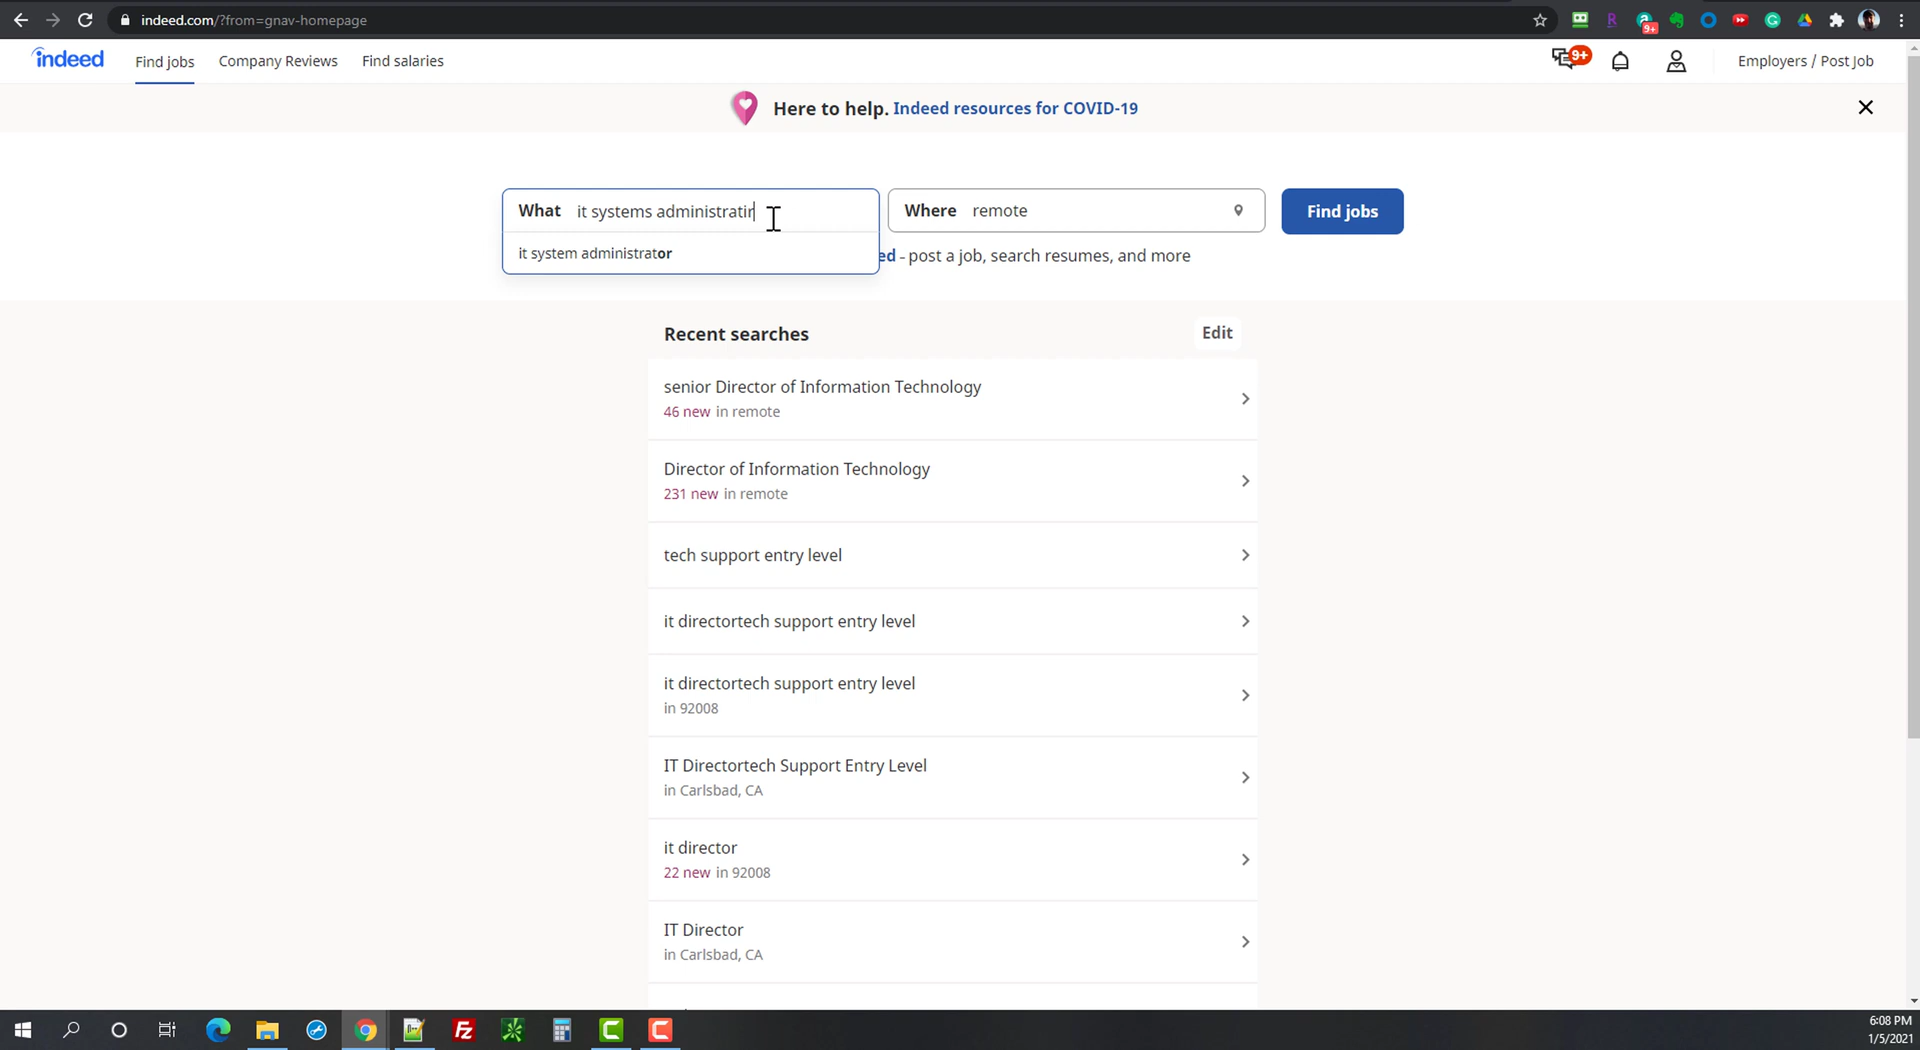 indeed.com/?from=gnav-homepage
9+
indeed
Find jobs
Company Reviews
Find salaries
9+
Employers / Post Job
Here to help. Indeed resources for COVID-19
What it systems administratir
Where remote
Find jobs
it system administrator
ed – post a job, search resumes, and more
Recent searches
Edit
senior Director of Information Technology
46 new in remote
Director of Information Technology
231 new in remote
tech support entry level
it directortech support entry level
it directortech support entry level
in 92008
IT Directortech Support Entry Level
in Carlsbad, CA
it director
22 new in 92008
IT Director
in Carlsbad, CA
6:08 PM
1/5/2021